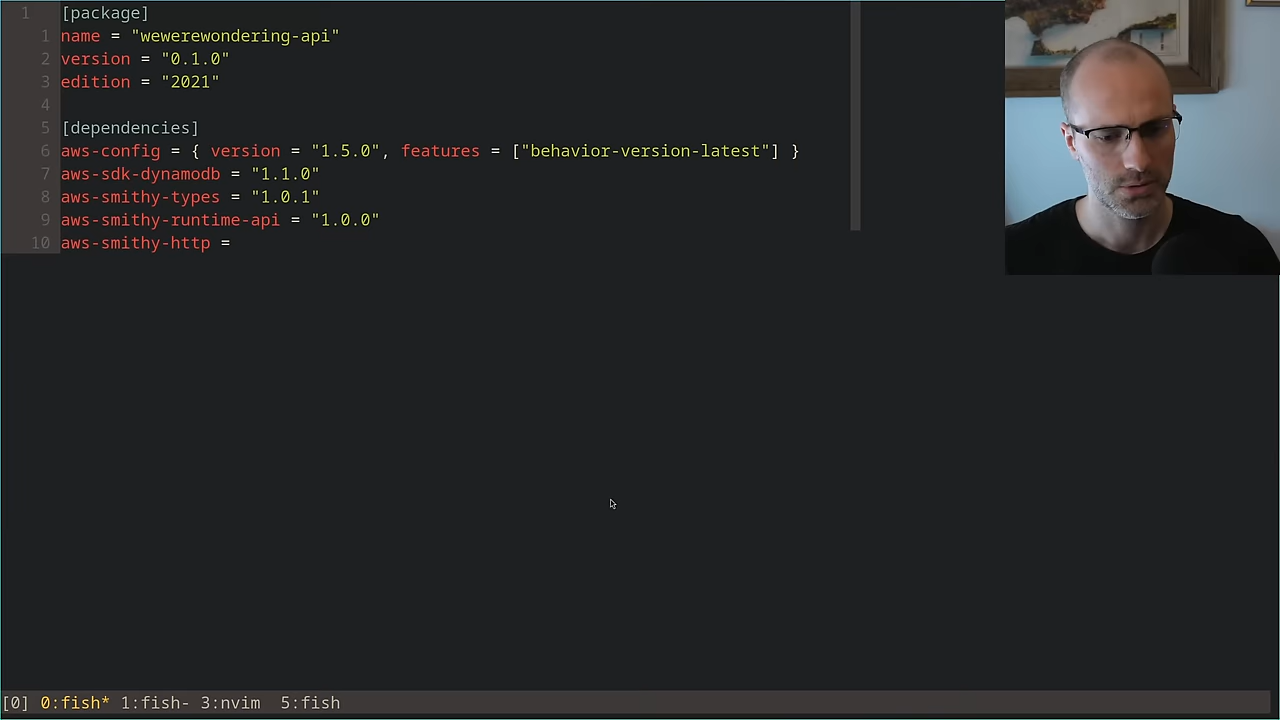 1 [package]
1 name = "wewerewondering-api"
2 version = "0.1.0"
3 edition = "2021"
4
5 [dependencies]
6 aws-config = { version = "1.5.0", features = ["behavior-version-latest"] }
7 aws-sdk-dynamodb = "1.1.0"
8 aws-smithy-types = "1.0.1"
9 aws-smithy-runtime-api = "1.0.0"
10 aws-smithy-http =
[0] 0:fish* 1:fish- 3:nvim 5:fish